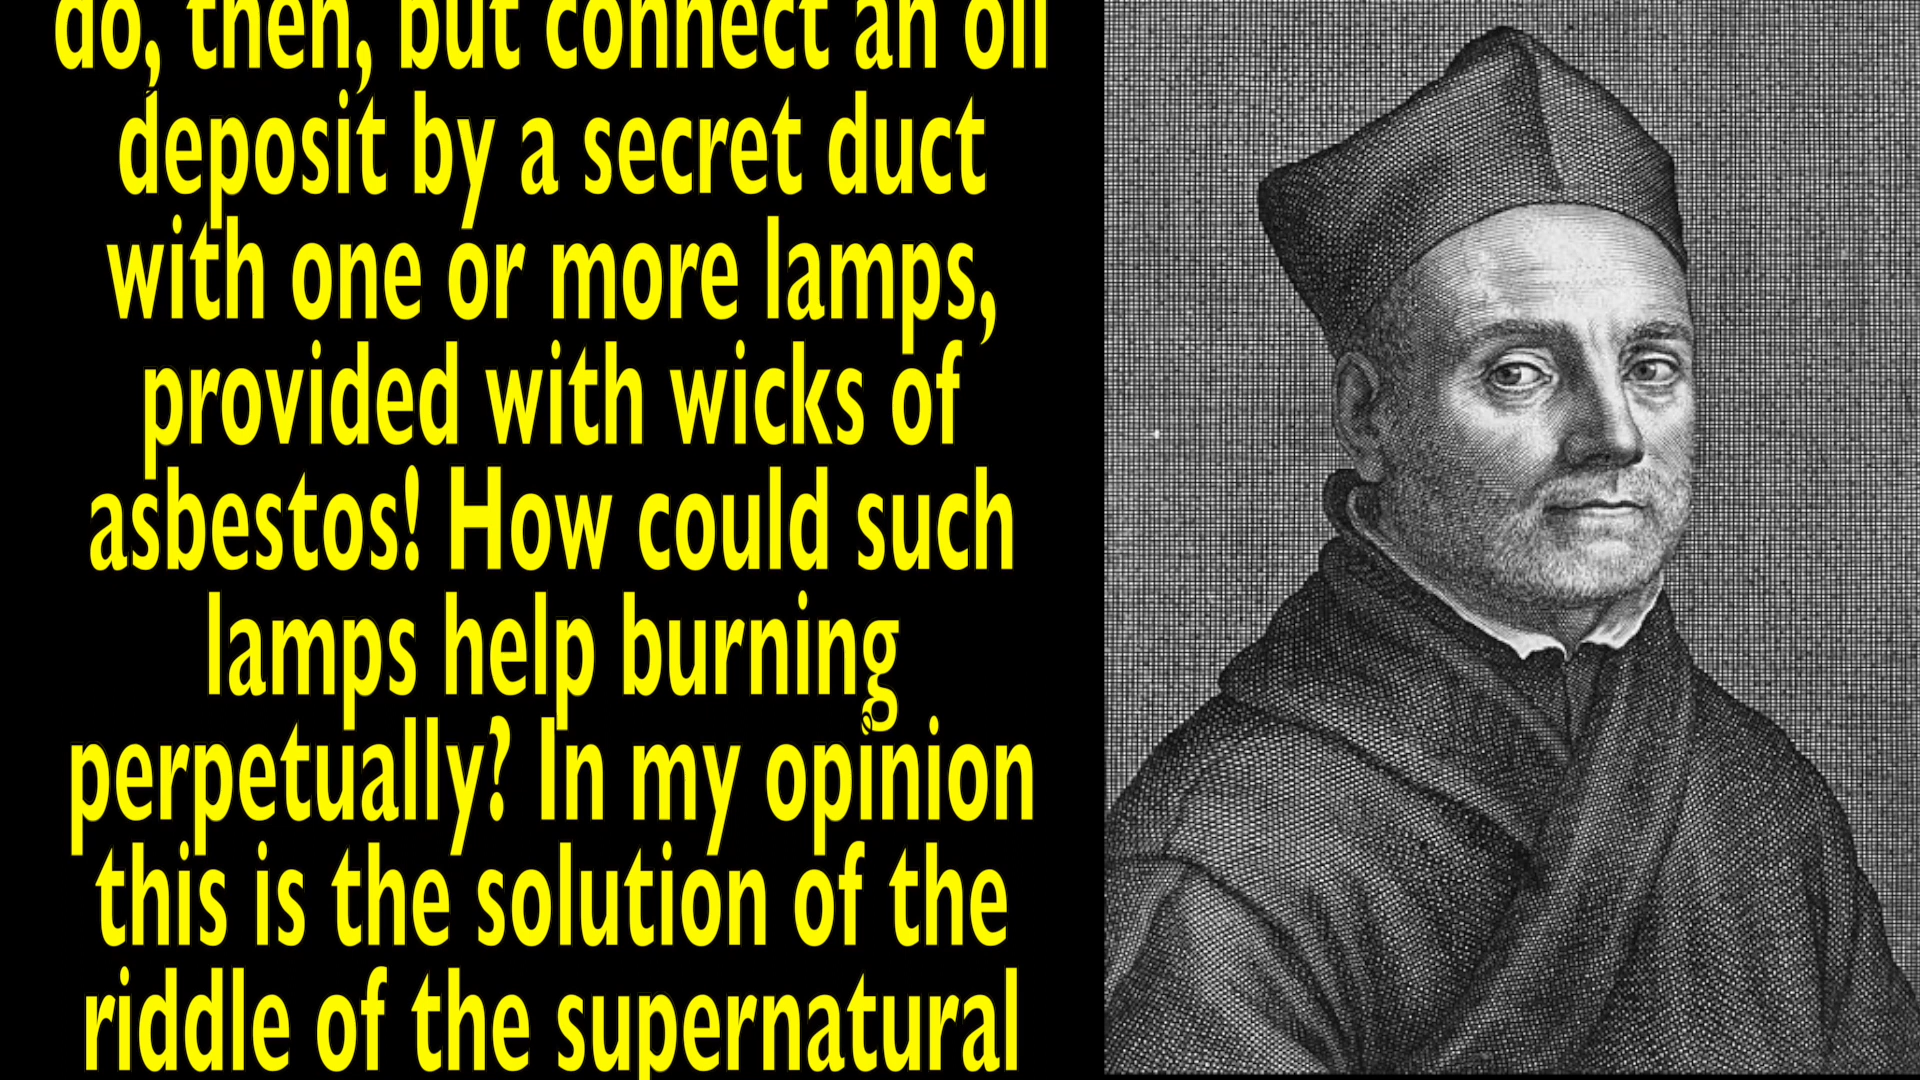 do, then, but connect an oil
deposit by a secret duct
with one or more lamps,
provided with wicks of
asbestos! How could such
lamps help burning
perpetually? In my opinion
this is the solution of the
riddle of the supernatural